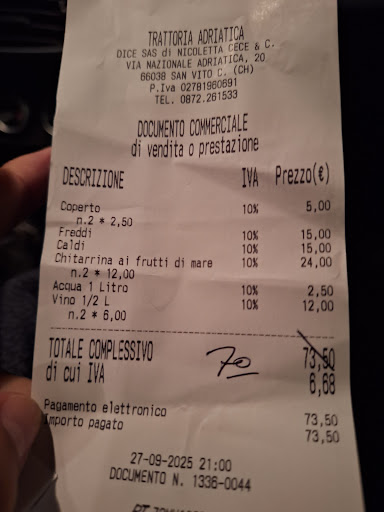 TRATTORIA ADRIATICA
DICE SAS di NICOLETTA CECE & C.
VIA NAZIONALE ADRIATICA, 20
66038 SAN VITO C. (CH)
P.Iva 02781960691
TEL. 0872.261533
DOCUMENTO COMMERCIALE
di vendita o prestazione
DESCRIZIONE IVA Prezzo(€)
Coperto 10% 5,00
n.2 * 2,50
Freddi 10% 15,00
Caldi 10% 15,00
Chitarrina ai frutti di mare 10% 24,00
n.2 * 12,00
Acqua 1 Litro 10% 2,50
Vino 1/2 L 10% 12,00
n.2 * 6,00
TOTALE COMPLESSIVO 70 73,50
di cui IVA 6,68
Pagamento elettronico 73,50
Importo pagato 73,50
27-09-2025 21:00
DOCUMENTO N. 1336-0044